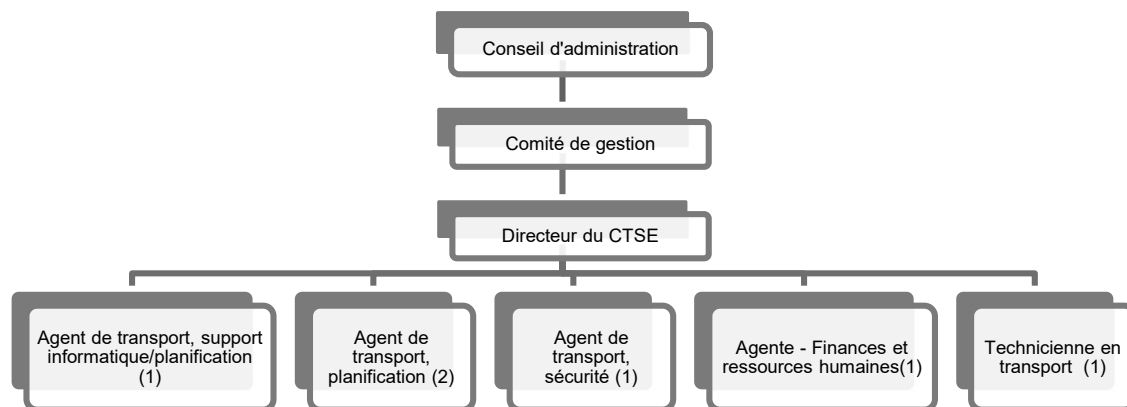 Conseil d'administration
Comité de gestion
Directeur du CTSE
Agent de transport, support
informatique/planification
(1)
Agent de
transport,
planification (2)
Agent de
transport,
sécurité (1)
Agente - Finances et
ressources humaines(1)
Technicienne en
transport (1)